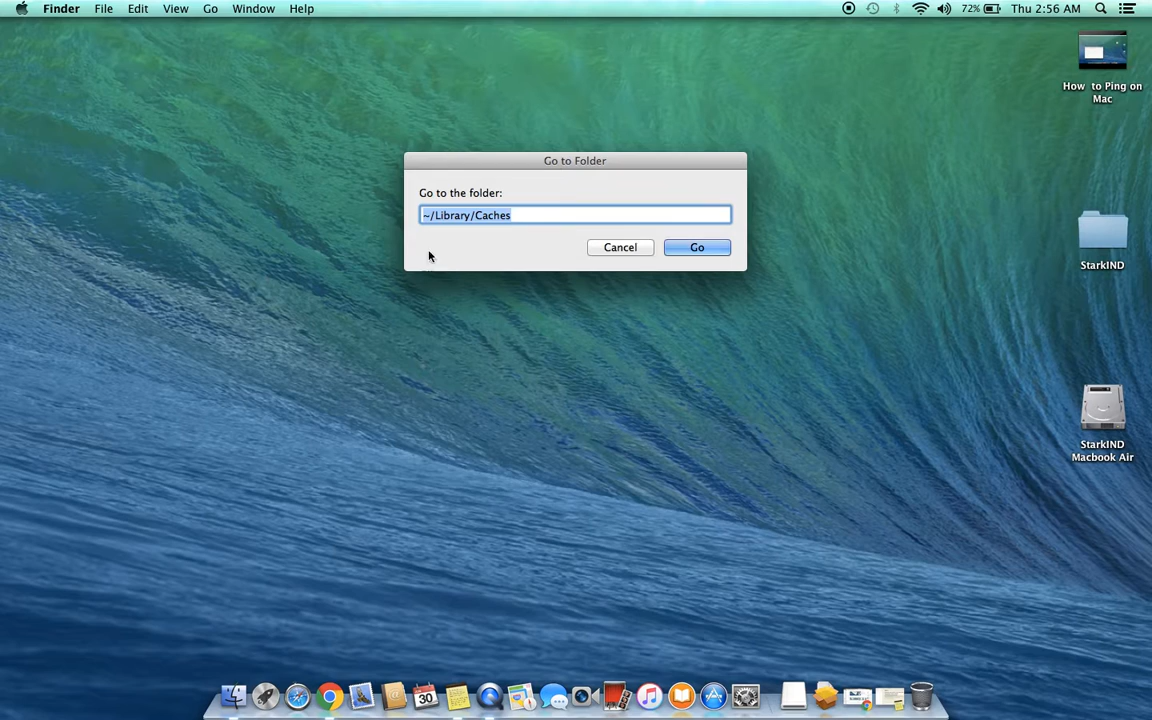 Finder File Edit View Go Window Help 72% Thu 2:56 AM
How to Ping on
Mac
Go to Folder
Go to the folder:
~/Library/Caches
Cancel Go
StarkIND
StarkIND
Macbook Air
30